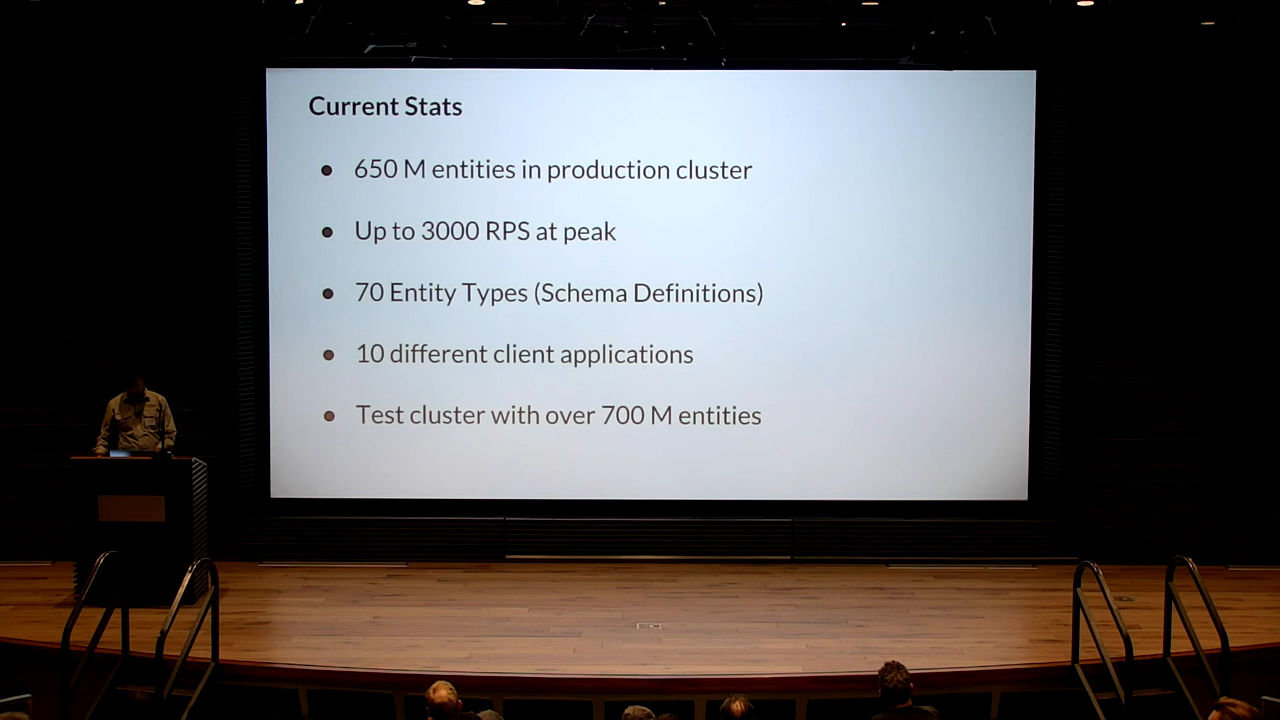 Current Stats
● 650 M entities in production cluster
● Up to 3000 RPS at peak
● 70 Entity Types (Schema Definitions)
● 10 different client applications
● Test cluster with over 700 M entities